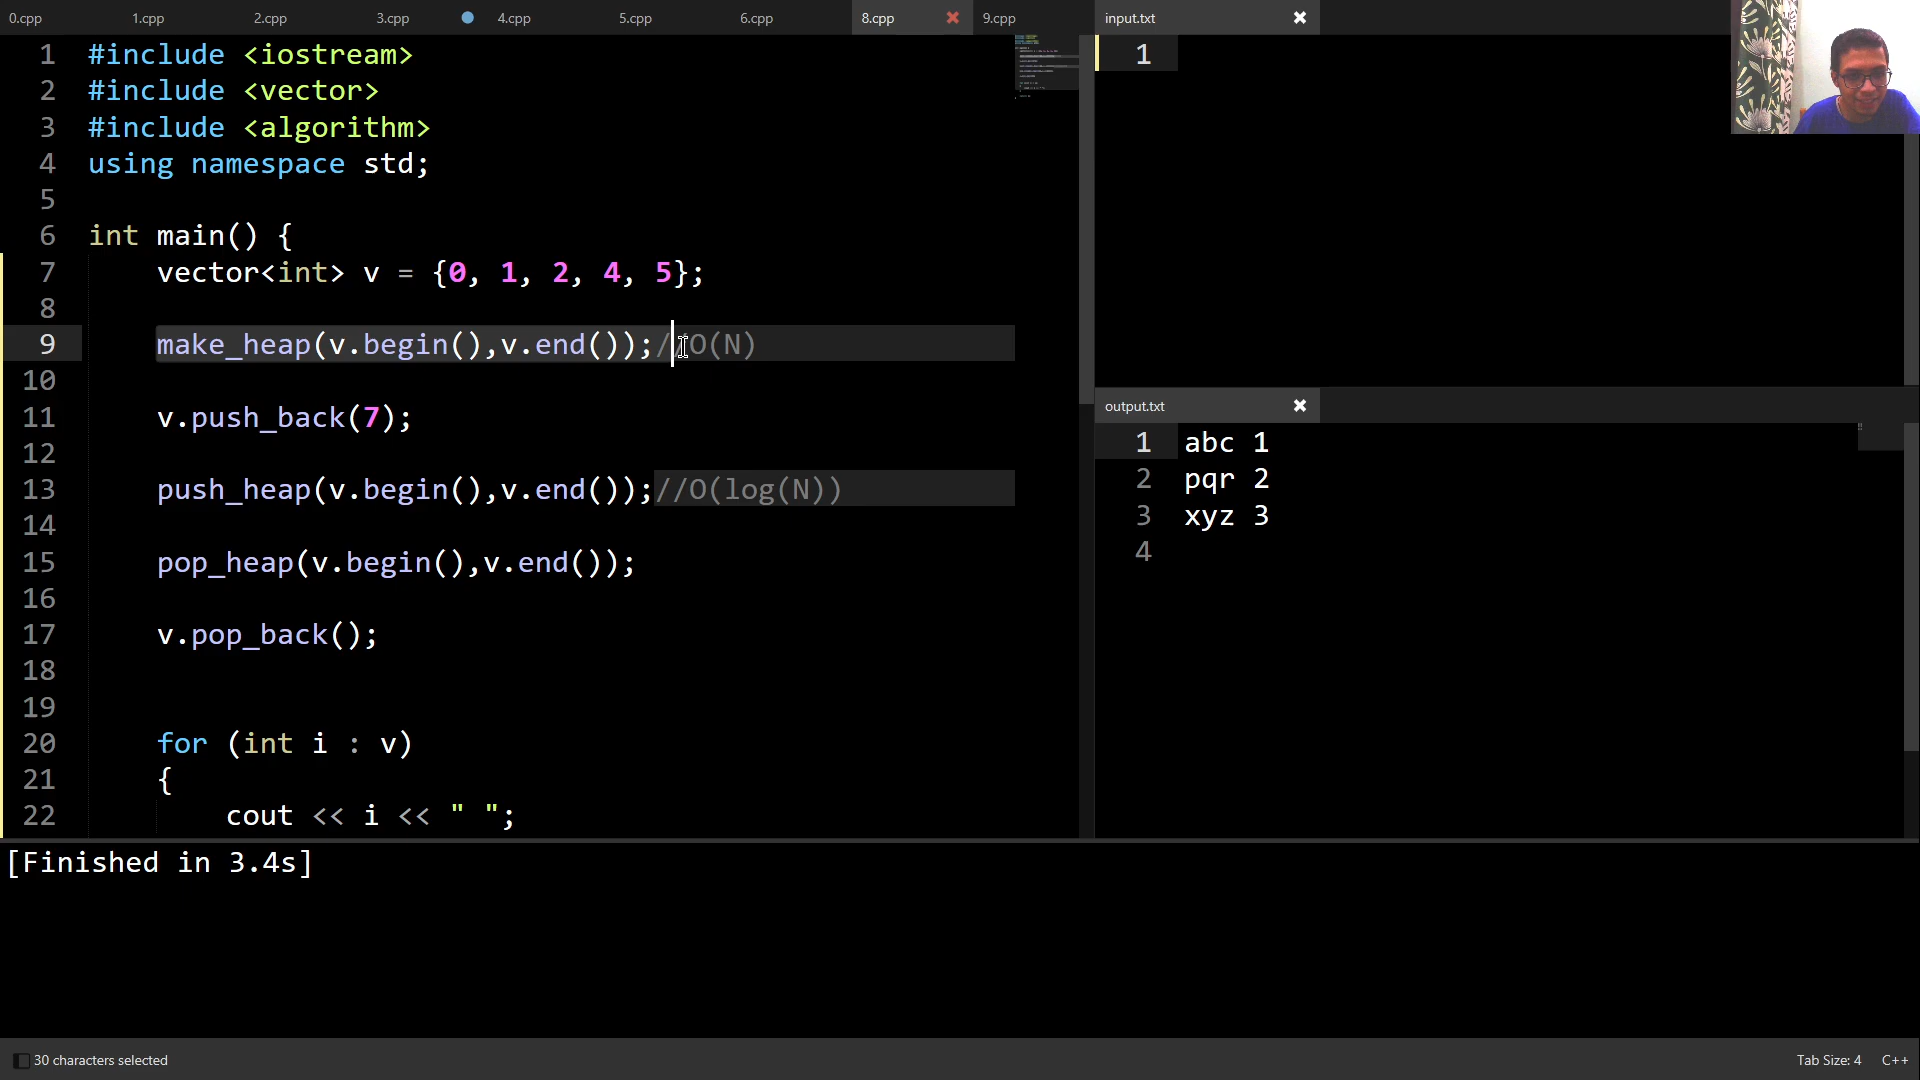 0.cpp 1.cpp 2.cpp 3.cpp 4.cpp 5.cpp 6.cpp 8.cpp 9.cpp
1 #include <iostream>
2 #include <vector>
3 #include <algorithm>
4 using namespace std;
5
6 int main() {
7 vector<int> v = {0, 1, 2, 4, 5};
8
9 make_heap(v.begin(),v.end());//O(N)
10
11 v.push_back(7);
12
13 push_heap(v.begin(),v.end());//O(log(N))
14
15 pop_heap(v.begin(),v.end());
16
17 v.pop_back();
18
19
20 for (int i : v)
21 {
22 cout << i << " ";
input.txt
1
output.txt
1 abc 1
2 pqr 2
3 xyz 3
4
[Finished in 3.4s]
30 characters selected
Tab Size: 4 C++